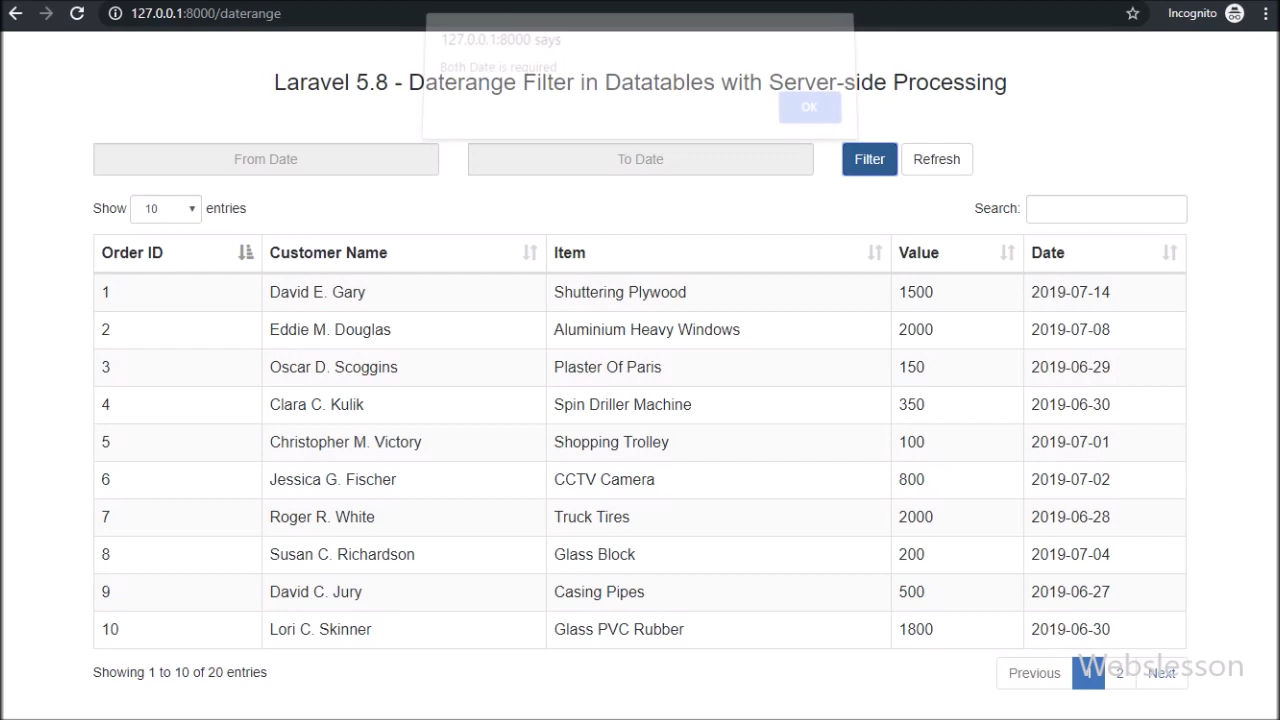 127.0.0.1:8000/daterange
Incognito
127.0.0.1:8000 says
Both Date is required
OK
Laravel 5.8 - Daterange Filter in Datatables with Server-side Processing
From Date
To Date
Filter
Refresh
Show 10 entries
Search:
Order ID Customer Name Item Value Date
1 David E. Gary Shuttering Plywood 1500 2019-07-14
2 Eddie M. Douglas Aluminium Heavy Windows 2000 2019-07-08
3 Oscar D. Scoggins Plaster Of Paris 150 2019-06-29
4 Clara C. Kulik Spin Driller Machine 350 2019-06-30
5 Christopher M. Victory Shopping Trolley 100 2019-07-01
6 Jessica G. Fischer CCTV Camera 800 2019-07-02
7 Roger R. White Truck Tires 2000 2019-06-28
8 Susan C. Richardson Glass Block 200 2019-07-04
9 David C. Jury Casing Pipes 500 2019-06-27
10 Lori C. Skinner Glass PVC Rubber 1800 2019-06-30
Showing 1 to 10 of 20 entries
Previous 1 2 Next
Webslesson